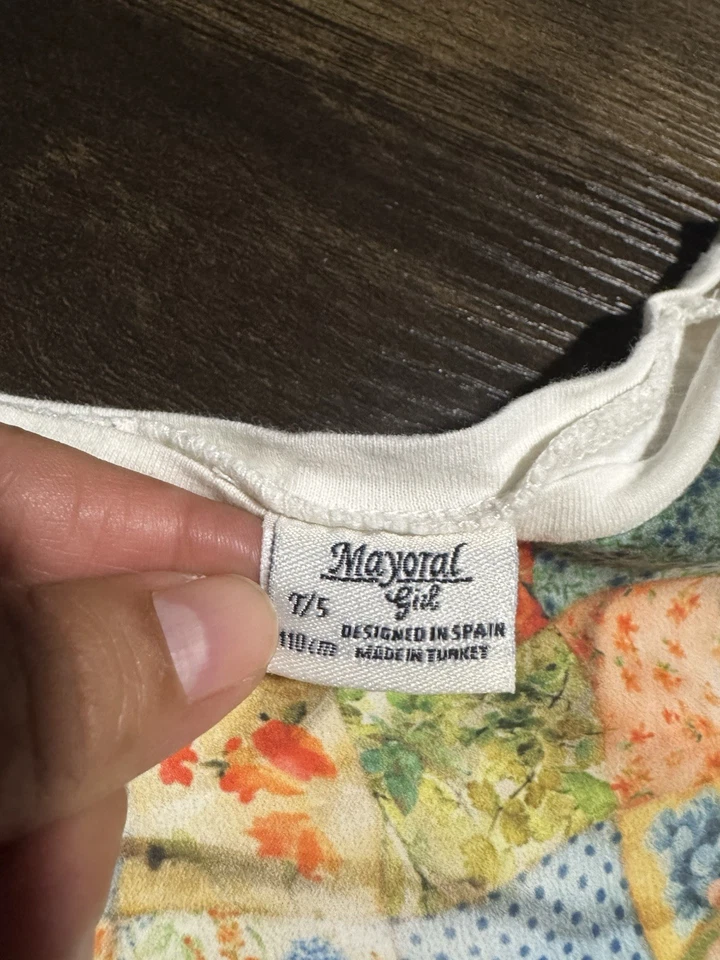 Mayoral
Girl
T/5
110cm
DESIGNED IN SPAIN
MADE IN TURKEY